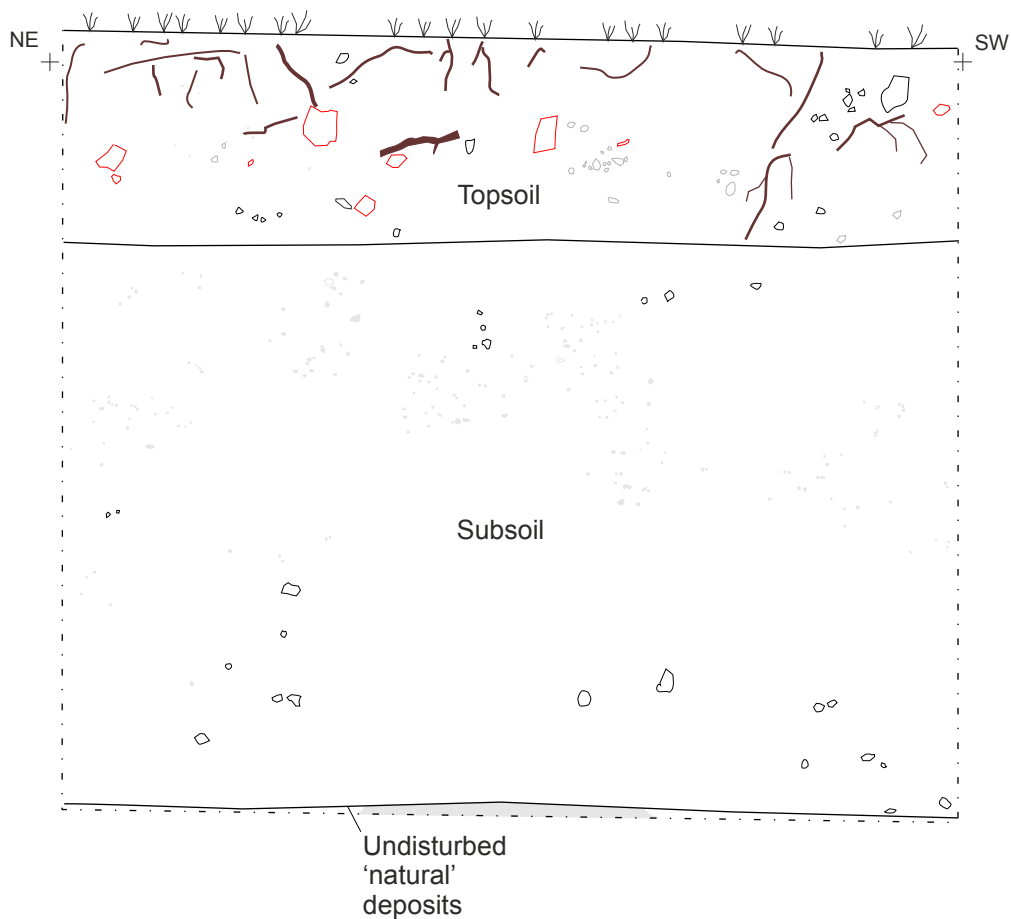 NE
SW
Topsoil
Subsoil
Undisturbed
‘natural’
deposits